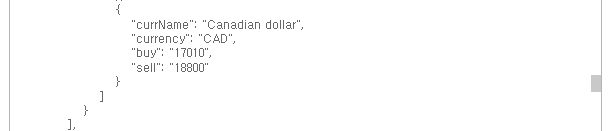 {
"currName": "Canadian dollar",
"currency": "CAD",
"buy": "17010",
"sell": "18800"
}
]
}
],